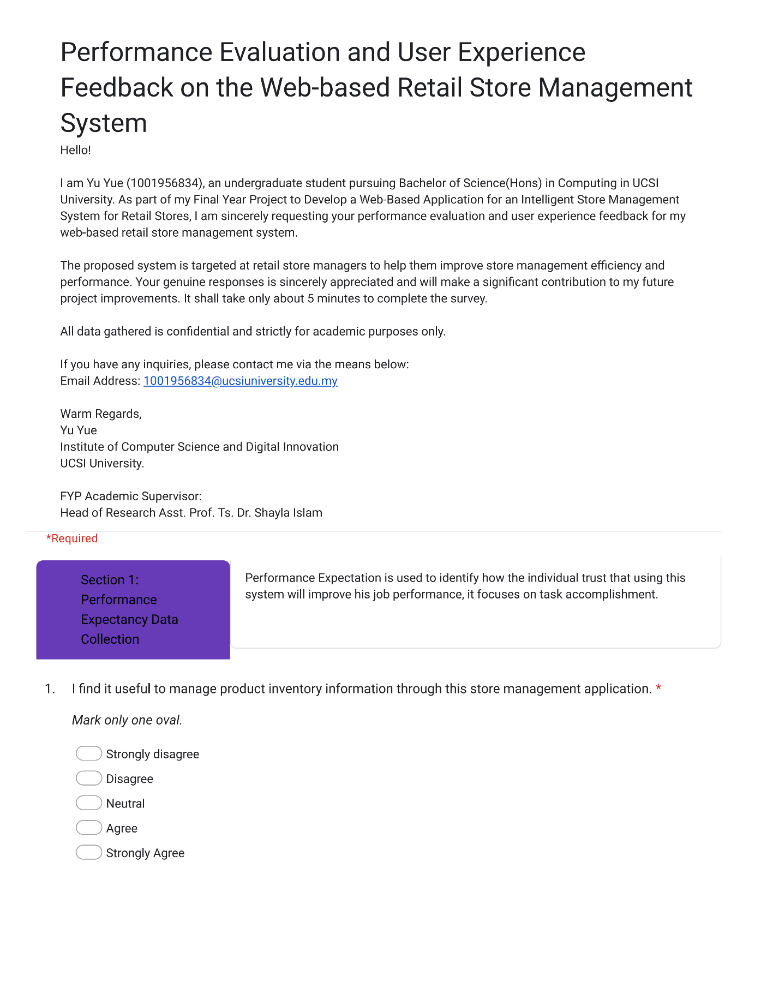 Performance Evaluation and User Experience
Feedback on the Web-based Retail Store Management
System
Hello!
I am Yu Yue (1001956834), an undergraduate student pursuing Bachelor of Science(Hons) in Computing in UCSI
University. As part of my Final Year Project to Develop a Web-Based Application for an Intelligent Store Management
System for Retail Stores, I am sincerely requesting your performance evaluation and user experience feedback for my
web-based retail store management system.
The proposed system is targeted at retail store managers to help them improve store management efficiency and
performance. Your genuine responses is sincerely appreciated and will make a significant contribution to my future
project improvements. It shall take only about 5 minutes to complete the survey.
All data gathered is confidential and strictly for academic purposes only.
If you have any inquiries, please contact me via the means below:
Email Address: 1001956834@ucsiuniversity.edu.my
Warm Regards,
Yu Yue
Institute of Computer Science and Digital Innovation
UCSI University.
FYP Academic Supervisor:
Head of Research Asst. Prof. Ts. Dr. Shayla Islam
*Required
Section 1:
Performance
Expectancy Data
Collection
Performance Expectation is used to identify how the individual trust that using this
system will improve his job performance, it focuses on task accomplishment.
1. I find it useful to manage product inventory information through this store management application. *
Mark only one oval.
Strongly disagree
Disagree
Neutral
Agree
Strongly Agree